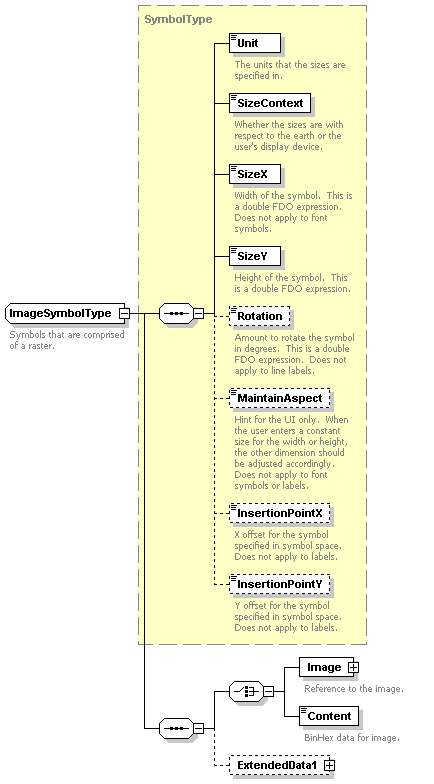 SymbolType
Unit
The units that the sizes are
specified in.
SizeContext
Whether the sizes are with
respect to the earth or the
user's display device.
SizeX
Width of the symbol.  This is
a double FDO expression.
Does not apply to font
symbols.
SizeY
Height of the symbol.  This
is a double FDO expression.
ImageSymbolType
Symbols that are comprised
of a raster.
Rotation
Amount to rotate the symbol
in degrees.  This is a double
FDO expression.  Does not
apply to line labels.
MaintainAspect
Hint for the UI only.  When
the user enters a constant
size for the width or height,
the other dimension should
be adjusted accordingly.
Does not apply to font
symbols or labels.
InsertionPointX
X offset for the symbol
specified in symbol space.
Does not apply to labels.
InsertionPointY
Y offset for the symbol
specified in symbol space.
Does not apply to labels.
Image
Reference to the image.
Content
BinHex data for image.
ExtendedData1